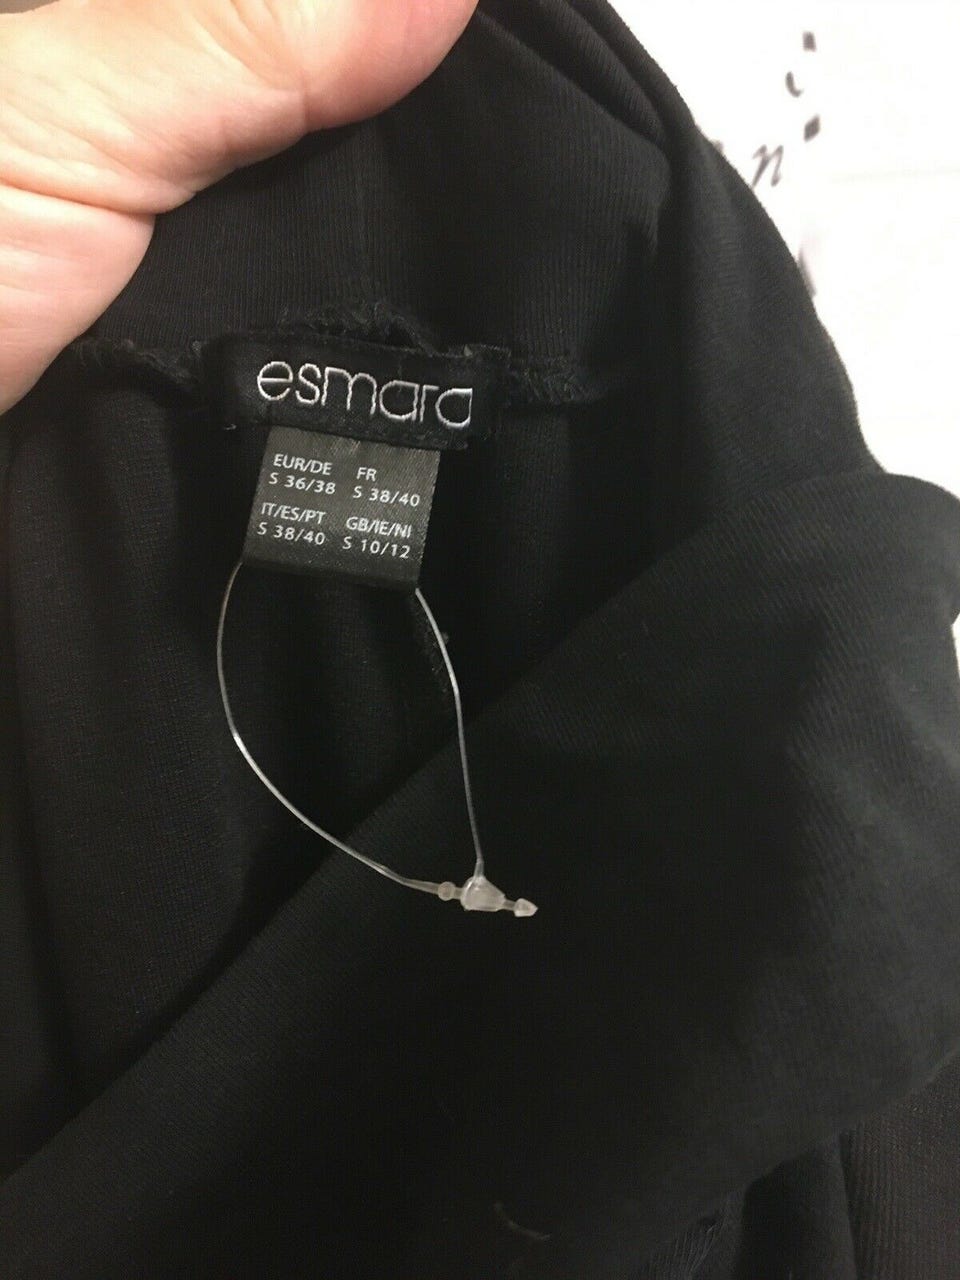 esmara
EUR/DE FR
S 36/38 S 38/40
IT/ES/PT GB/IE/NI
S 38/40 S 10/12